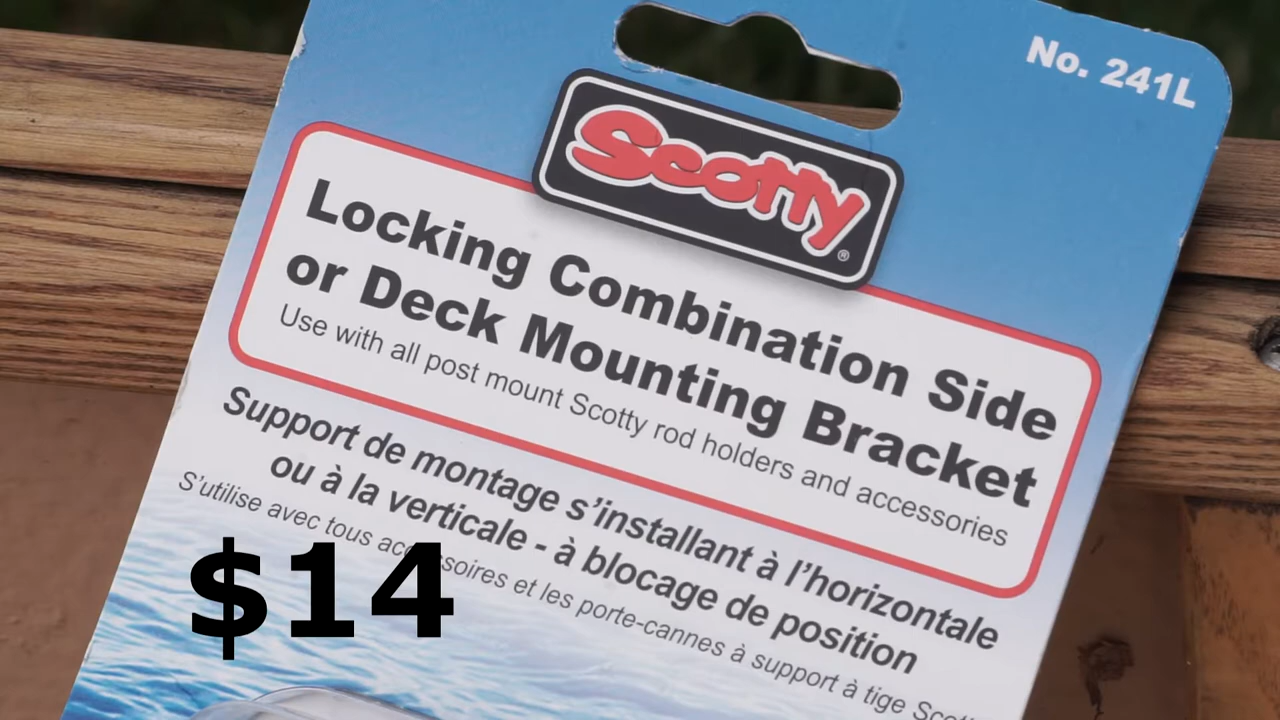 No. 241L
Scotty®
Locking Combination Side
or Deck Mounting Bracket
Use with all post mount Scotty rod holders and accessories
Support de montage s'installant à l'horizontale
ou à la verticale - à blocage de position
S'utilise avec tous accessoires et les porte-cannes à support à tige
$14